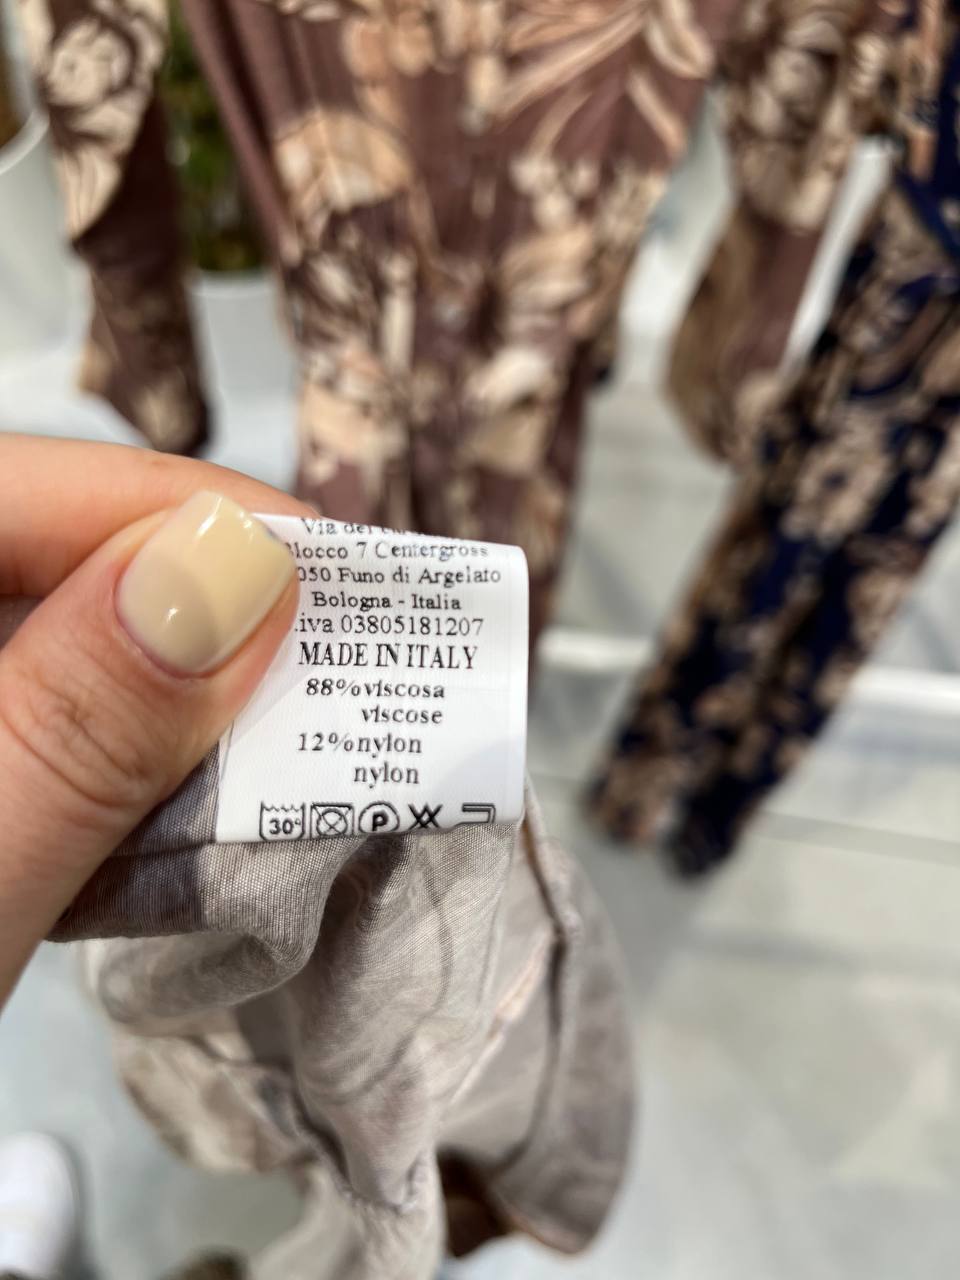 Via dei
Blocco 7 Centergross
050 Funo di Argelato
Bologna - Italia
.iva 03805181207
MADE IN ITALY
88%viscosa
viscose
12%nylon
nylon
30° P